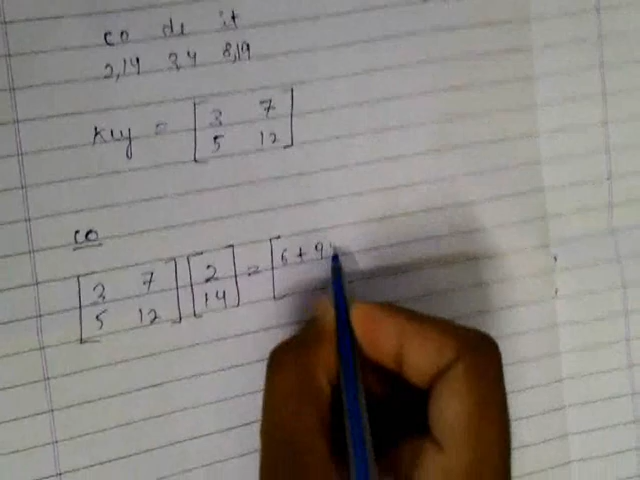 co de it
2,14 3,4 8,19
Key = [3 7
5 12]
co
[3 7
5 12] [2
14] = [6 + 9